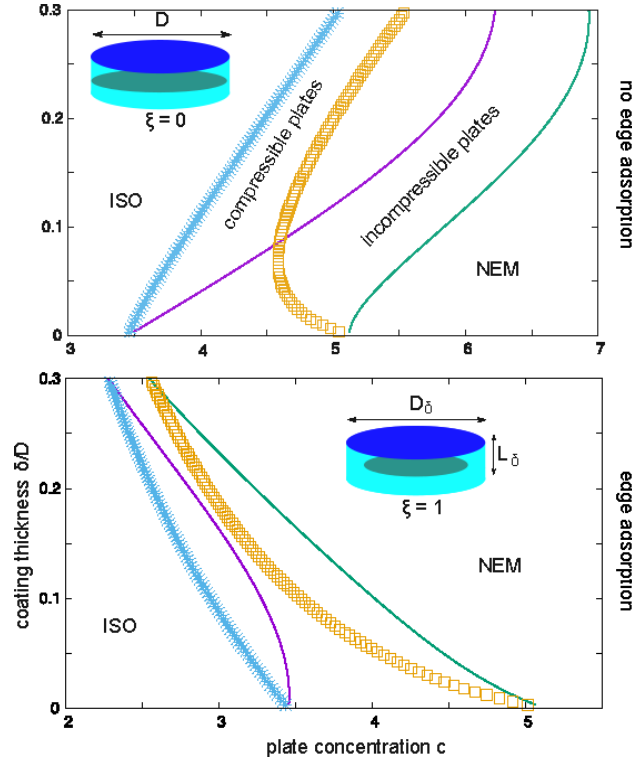 0.3
D
ξ = 0
compressible plates
incompressible plates
no edge adsorption
0.2
ISO
0.1
NEM
0
3 4 5 6 7
0.3
D δ
L δ
ξ = 1
0.2
coating thickness δ/D
edge adsorption
NEM
0.1
ISO
0
2 3 4 5
plate concentration c